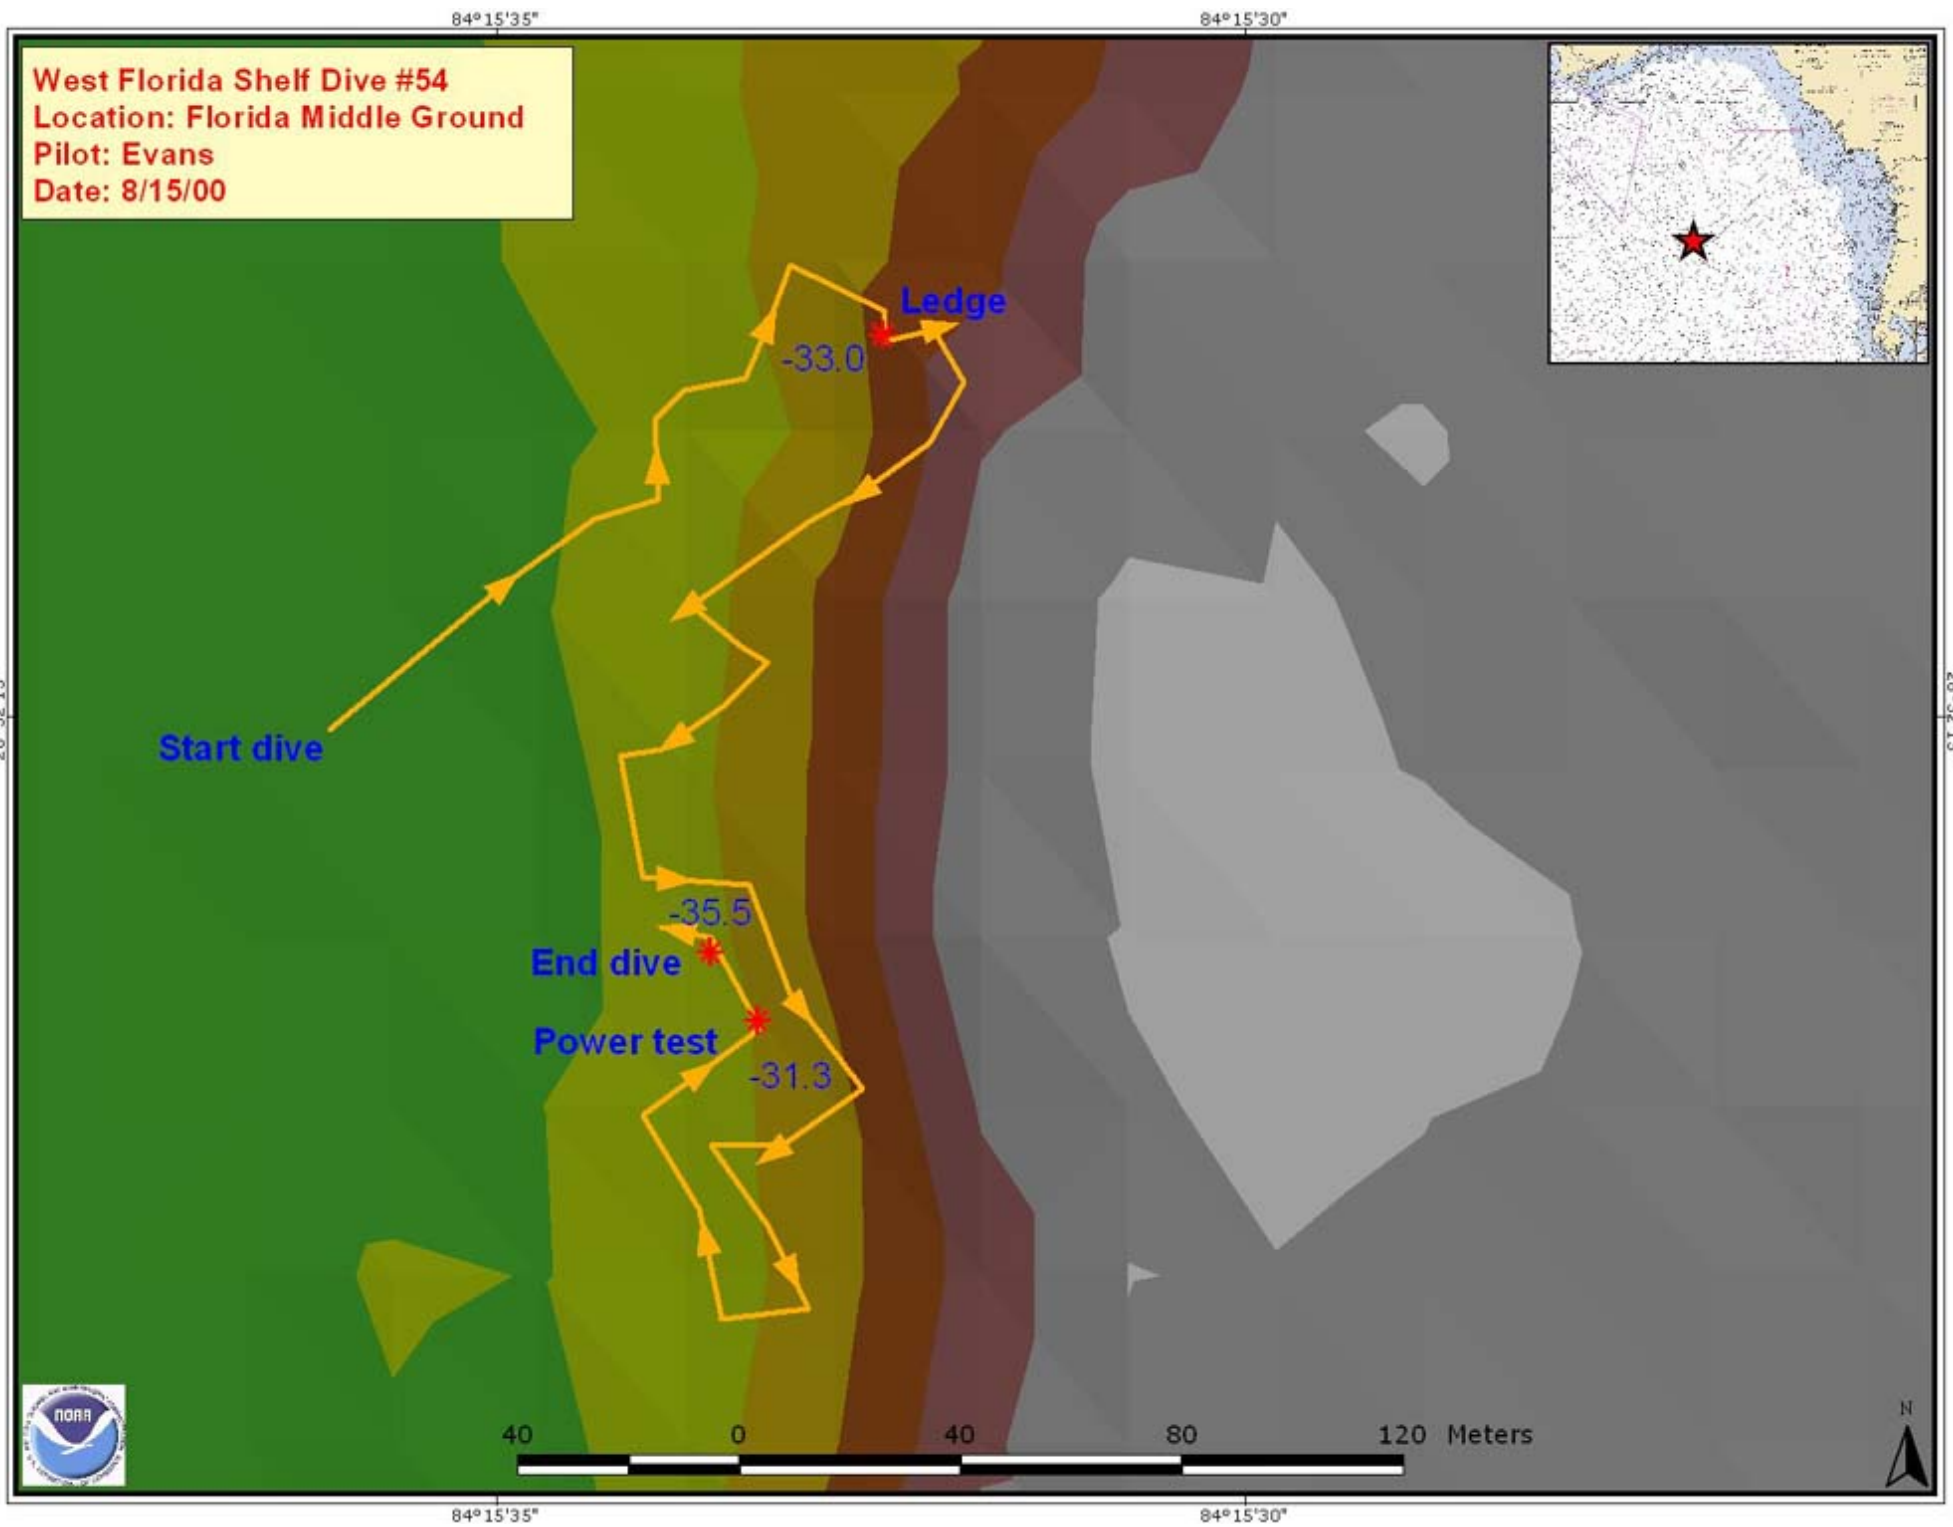 84°15'35" 84°15'30"
West Florida Shelf Dive #54
Location: Florida Middle Ground
Pilot: Evans
Date: 8/15/00
Ledge
-33.0
Start dive
-35.5
End dive
Power test
-31.3
NOAA
40 0 40 80 120 Meters
N
84°15'35" 84°15'30"